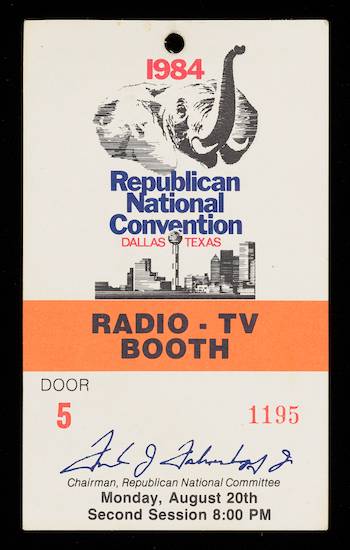 1984
Republican
National
Convention
DALLAS TEXAS
RADIO - TV
BOOTH
DOOR
5 1195
Frank J Fahrenkopf Jr
Chairman, Republican National Committee
Monday, August 20th
Second Session 8:00 PM